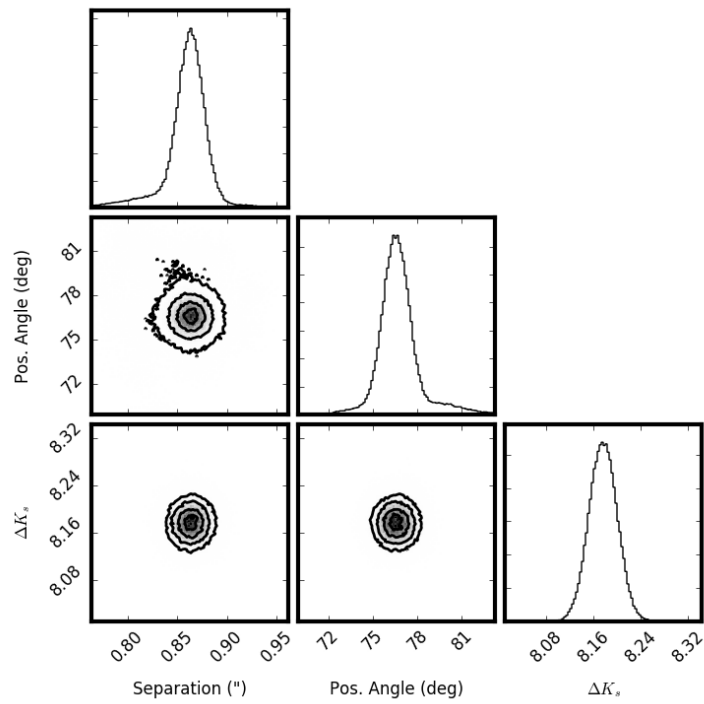 Pos. Angle (deg)
81
78
75
72
ΔKₛ
8.32
8.24
8.16
8.08
0.80 0.85 0.90 0.95
72 75 78 81
8.08 8.16 8.24 8.32
Separation (") Pos. Angle (deg) ΔKₛ